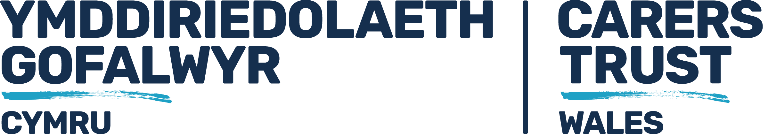 YMDDIRIEDOLAETH
GOFALWYR
CYMRU
CARERS
TRUST
WALES